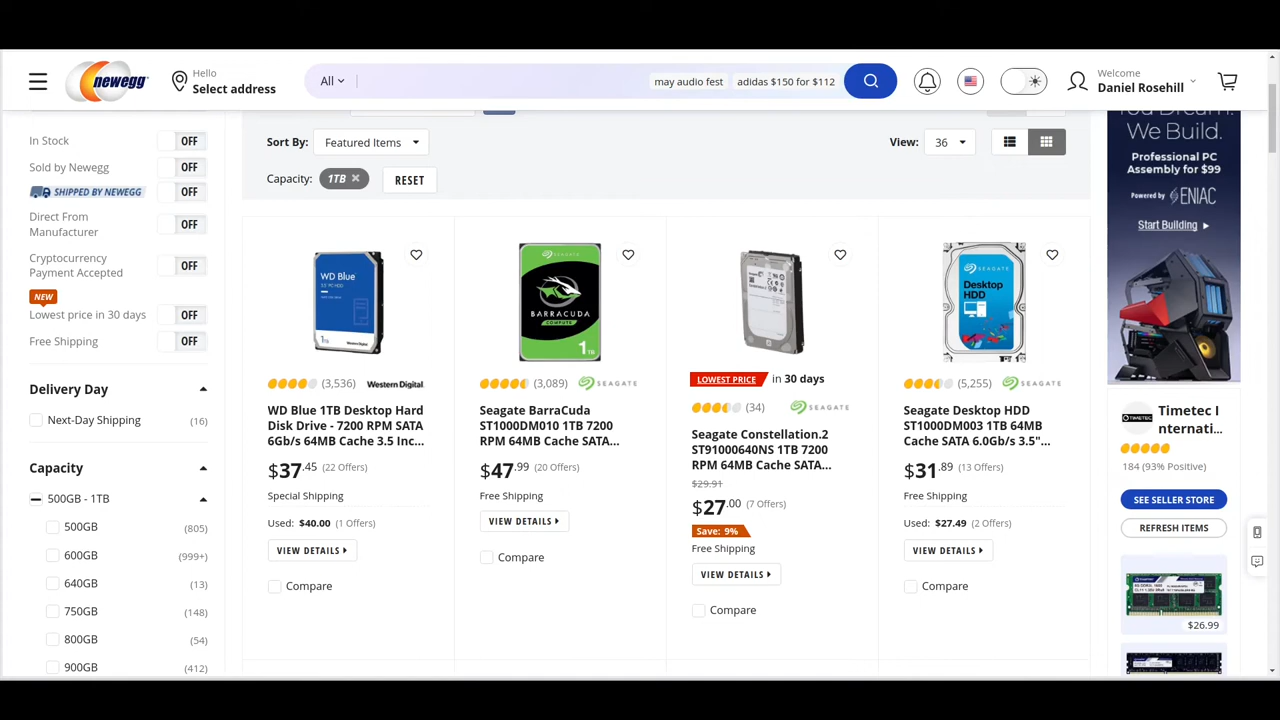 newegg
Hello
Select address
All
may audio fest
adidas $150 for $112
Welcome
Daniel Rosehill
In Stock
OFF
Sold by Newegg
OFF
SHIPPED BY NEWEGG
OFF
Direct From
Manufacturer
OFF
Cryptocurrency
Payment Accepted
OFF
NEW
Lowest price in 30 days
OFF
Free Shipping
OFF
Delivery Day
Next-Day Shipping
(16)
Capacity
500GB - 1TB
500GB
(805)
600GB
(999+)
640GB
(13)
750GB
(148)
800GB
(54)
900GB
(412)
Sort By:
Featured Items
View:
36
Capacity:
1TB
RESET
WD Blue
(3,536)
Western Digital
WD Blue 1TB Desktop Hard
Disk Drive - 7200 RPM SATA
6Gb/s 64MB Cache 3.5 Inc...
$37.45 (22 Offers)
Special Shipping
Used: $40.00 (1 Offers)
VIEW DETAILS
Compare
SEAGATE
BARRACUDA
COMPUTE
1TB
(3,089)
SEAGATE
Seagate BarraCuda
ST1000DM010 1TB 7200
RPM 64MB Cache SATA...
$47.99 (20 Offers)
Free Shipping
VIEW DETAILS
Compare
LOWEST PRICE in 30 days
(34)
SEAGATE
Seagate Constellation.2
ST91000640NS 1TB 7200
RPM 64MB Cache SATA...
$29.91
$27.00 (7 Offers)
Save: 9%
Free Shipping
VIEW DETAILS
Compare
SEAGATE
Desktop
HDD
(5,255)
SEAGATE
Seagate Desktop HDD
ST1000DM003 1TB 64MB
Cache SATA 6.0Gb/s 3.5"...
$31.89 (13 Offers)
Free Shipping
Used: $27.49 (2 Offers)
VIEW DETAILS
Compare
You Dream.
We Build.
Professional PC
Assembly for $99
Powered by ENIAC
Start Building
TIMETEC
Timetec I
nternati...
184 (93% Positive)
SEE SELLER STORE
REFRESH ITEMS
$26.99